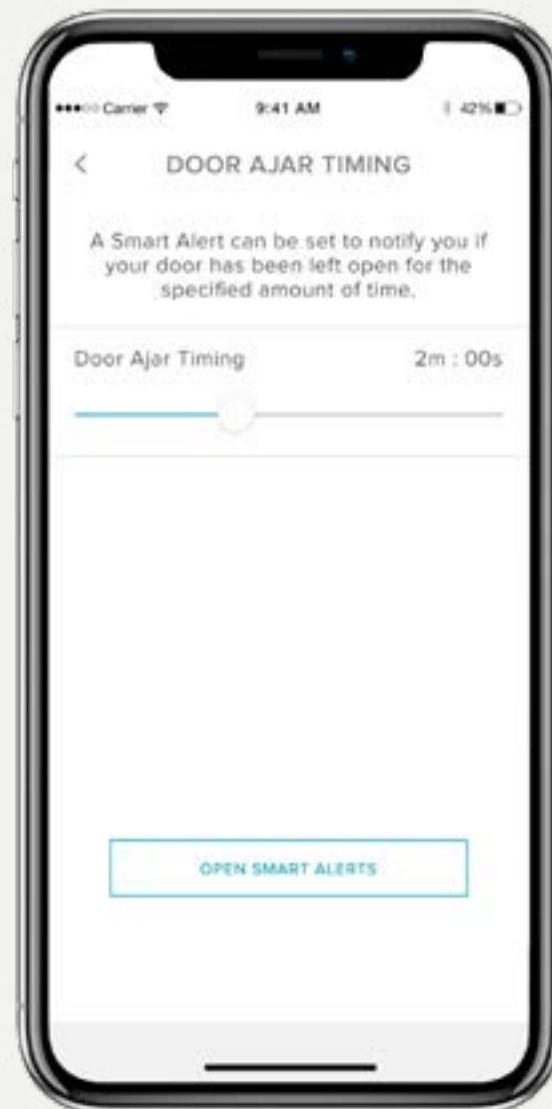 Carrier 9:41 AM 42%
DOOR AJAR TIMING
A Smart Alert can be set to notify you if
your door has been left open for the
specified amount of time.
Door Ajar Timing 2m : 00s
OPEN SMART ALERTS